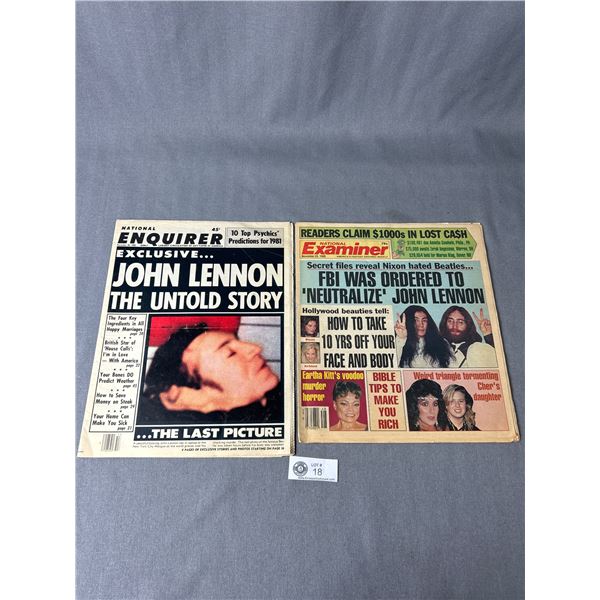 NATIONAL
ENQUIRER
45¢
10 Top Psychics'
Predictions for 1981
EXCLUSIVE...
JOHN LENNON
THE UNTOLD STORY
The Four Key
Ingredients in All
Happy Marriages
British Star of
'House Calls':
I'm in Love
— With America
Your Bones DO
Predict Weather
How to Save
Money on Steak
Your Home Can
Make You Sick
...THE LAST PICTURE
READERS CLAIM $1000s IN LOST CA$H
NATIONAL
Examiner
Secret files reveal Nixon hated Beatles...
FBI WAS ORDERED TO
'NEUTRALIZE' JOHN LENNON
Hollywood beauties tell:
HOW TO TAKE
10 YRS OFF YOUR
FACE AND BODY
Eartha Kitt's voodoo
murder
horror
BIBLE
TIPS TO
MAKE YOU
RICH
Weird triangle tormenting
Cher's
daughter
LOT #
18